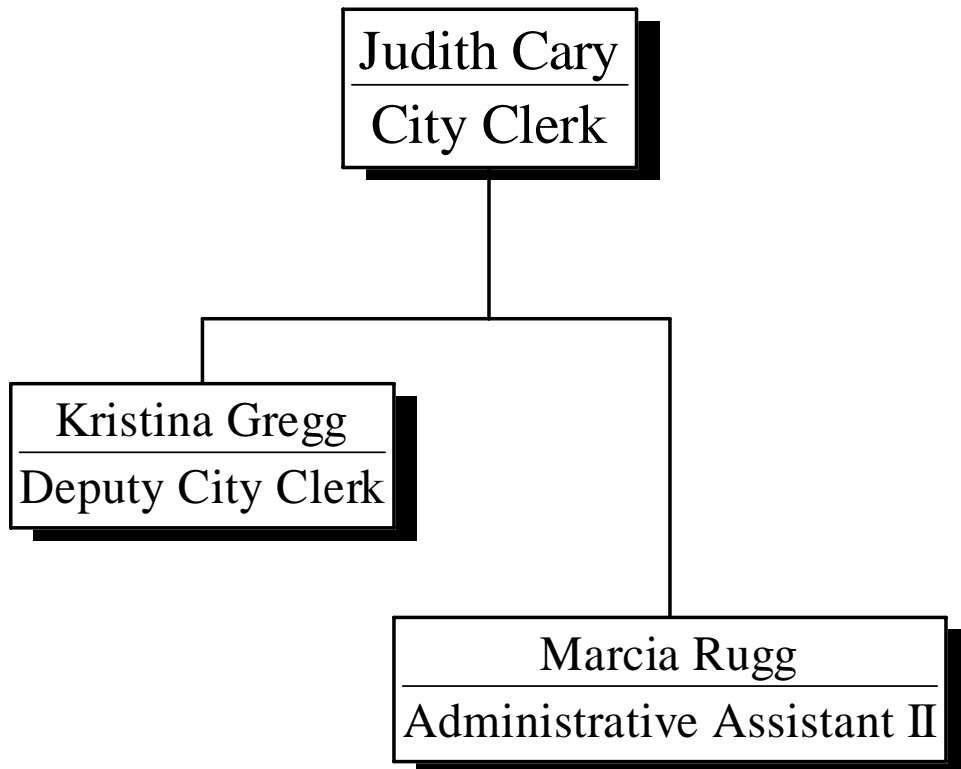 Judith Cary
City Clerk
Kristina Gregg
Deputy City Clerk
Marcia Rugg
Administrative Assistant II